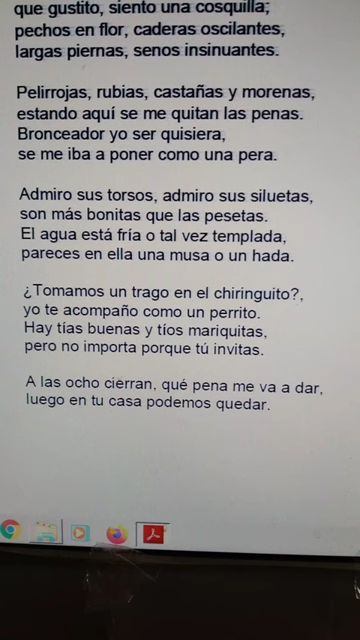 que gustito, siento una cosquilla;
pechos en flor, caderas oscilantes,
largas piernas, senos insinuantes.
Pelirrojas, rubias, castañas y morenas,
estando aquí se me quitan las penas.
Bronceador yo ser quisiera,
se me iba a poner como una pera.
Admiro sus torsos, admiro sus siluetas,
son más bonitas que las pesetas.
El agua está fría o tal vez templada,
pareces en ella una musa o un hada.
¿Tomamos un trago en el chiringuito?,
yo te acompaño como un perrito.
Hay tías buenas y tíos mariquitas,
pero no importa porque tú invitas.
A las ocho cierran, qué pena me va a dar,
luego en tu casa podemos quedar.